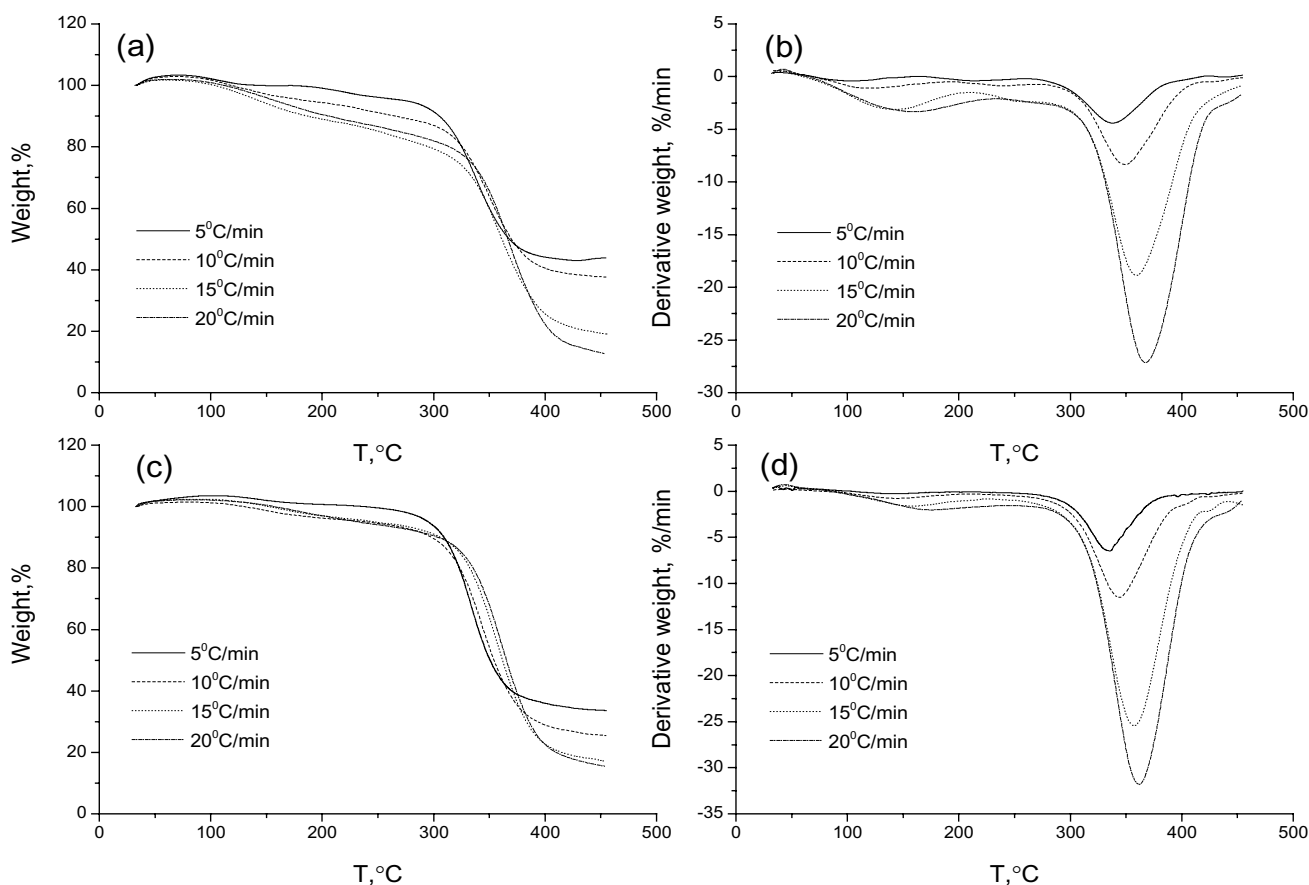 (a)
120
100
80
60
40
20
0
Weight,%
5⁰C/min
10⁰C/min
15⁰C/min
20⁰C/min
0 100 200 300 400 500
T,°C
(b)
5
0
-5
-10
-15
-20
-25
-30
Derivative weight, %/min
5⁰C/min
10⁰C/min
15⁰C/min
20⁰C/min
0 100 200 300 400 500
T,°C
(c)
120
100
80
60
40
20
0
Weight,%
5⁰C/min
10⁰C/min
15⁰C/min
20⁰C/min
0 100 200 300 400 500
T,°C
(d)
5
0
-5
-10
-15
-20
-25
-30
-35
Derivative weight, %/min
5⁰C/min
10⁰C/min
15⁰C/min
20⁰C/min
0 100 200 300 400 500
T,°C